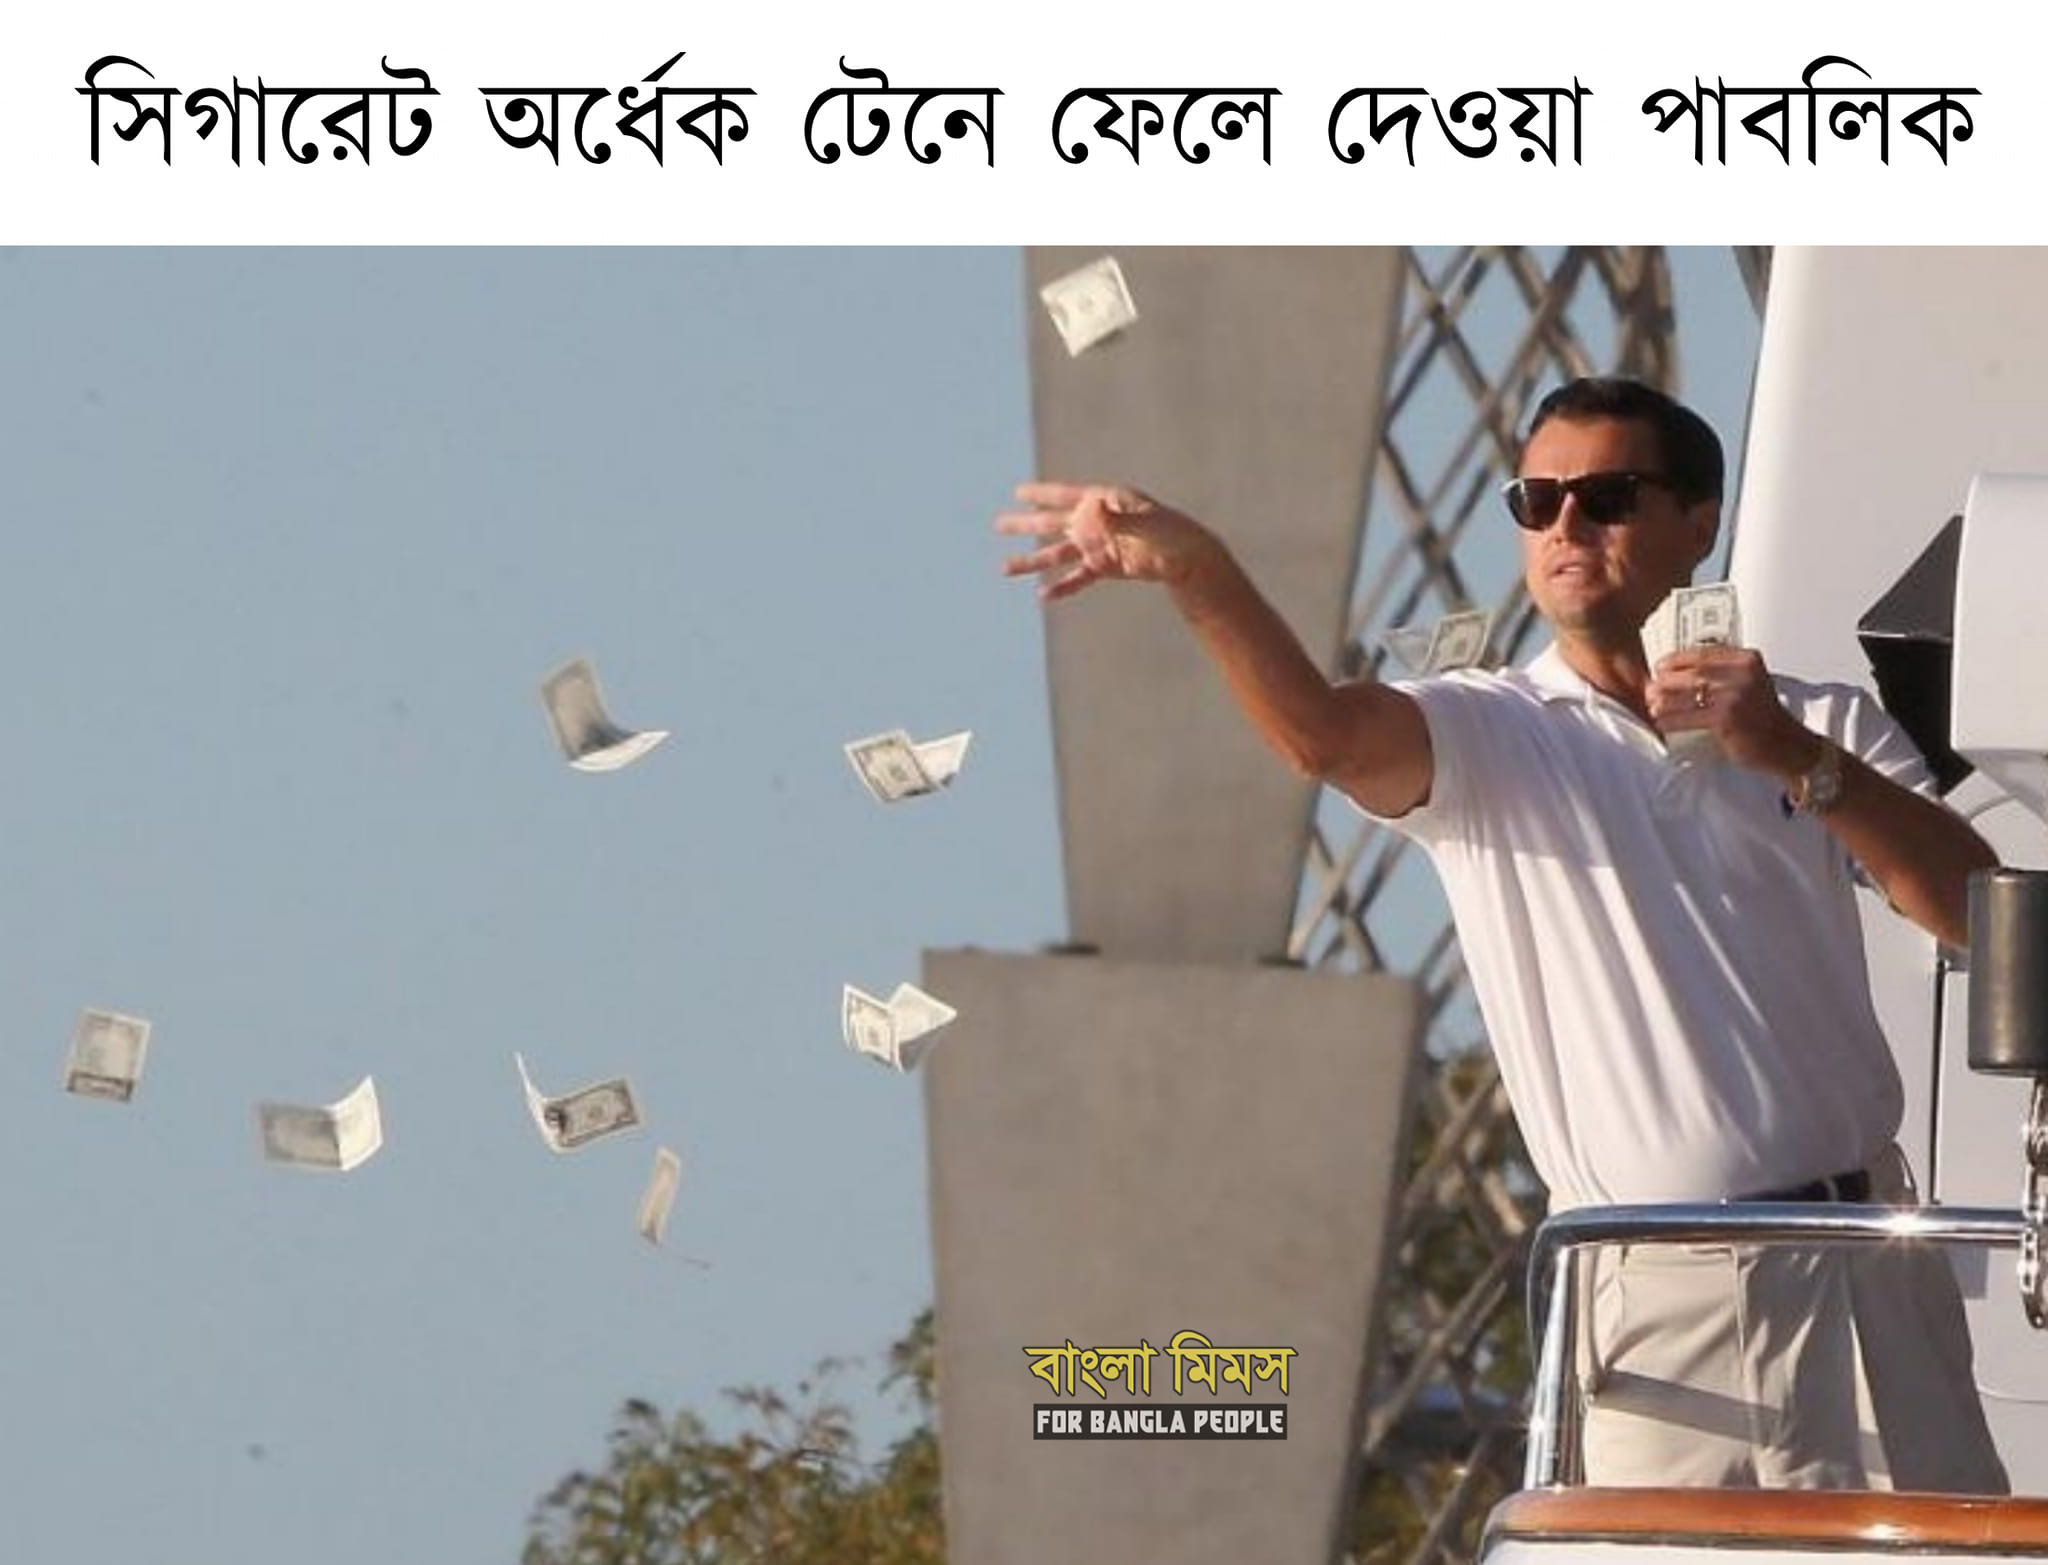 সিগারেট অর্ধেক টেনে ফেলে দেওয়া পাবলিক
বাংলা মিমস
FOR BANGLA PEOPLE